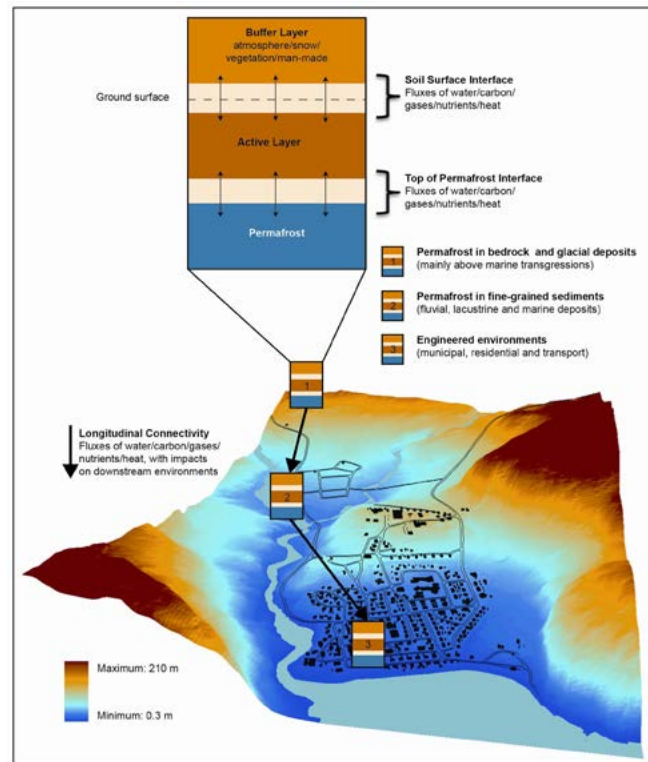 Buffer Layer
atmosphere/snow/
vegetation/man-made
Ground surface
Soil Surface Interface
Fluxes of water/carbon/
gases/nutrients/heat
Active Layer
Top of Permafrost Interface
Fluxes of water/carbon/
gases/nutrients/heat
Permafrost
1
Permafrost in bedrock and glacial deposits
(mainly above marine transgressions)
2
Permafrost in fine-grained sediments
(fluvial, lacustrine and marine deposits)
3
Engineered environments
(municipal, residential and transport)
1
Longitudinal Connectivity
Fluxes of water/carbon/gases/
nutrients/heat, with impacts
on downstream environments
2
3
Maximum: 210 m
Minimum: 0.3 m